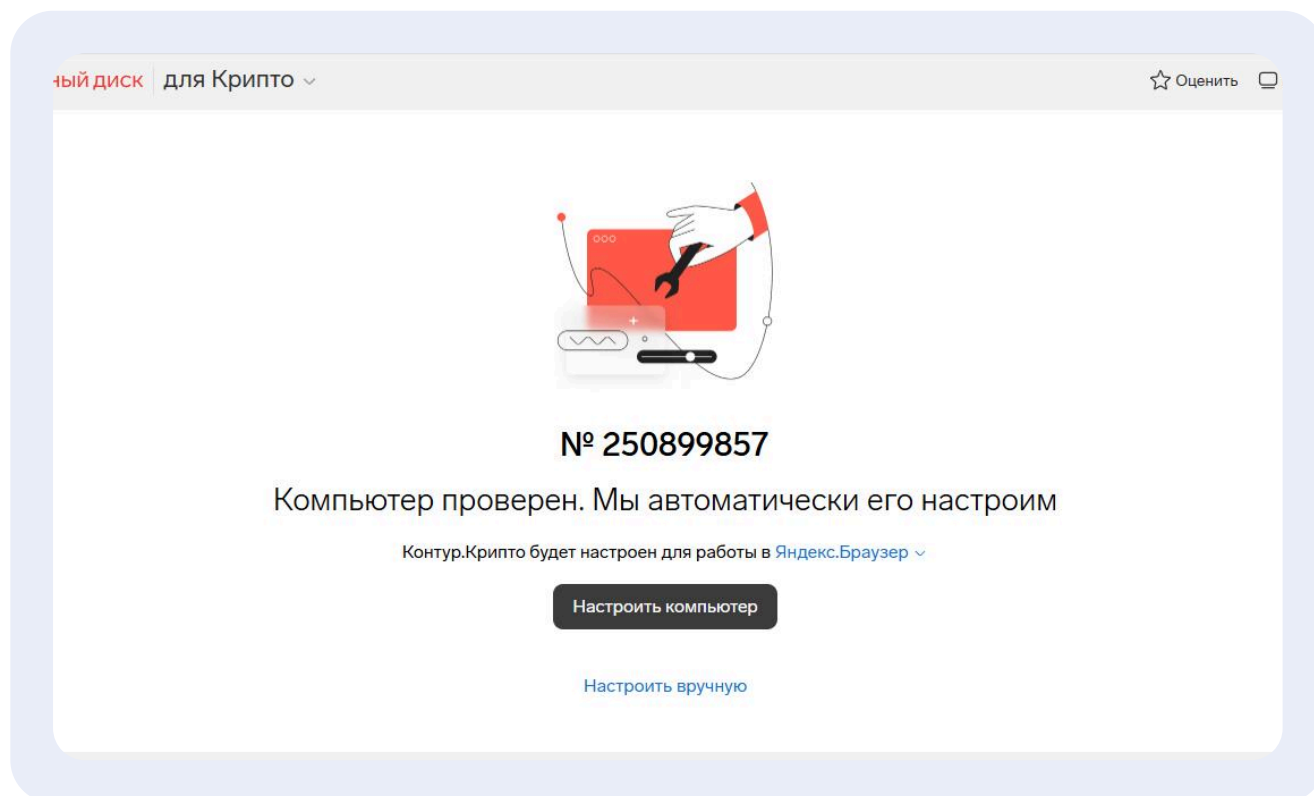 ный диск для Крипто
Оценить
№ 250899857
Компьютер проверен. Мы автоматически его настроим
Контур.Крипто будет настроен для работы в Яндекс.Браузер
Настроить компьютер
Настроить вручную